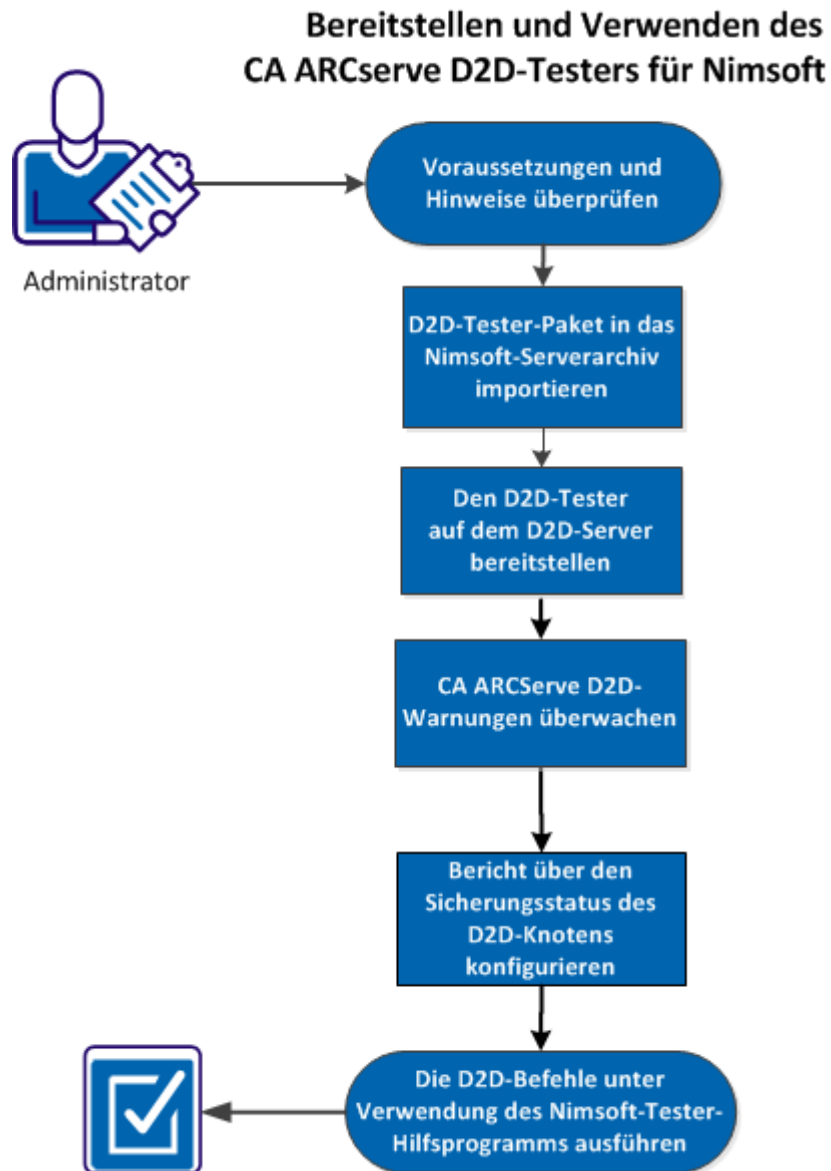 Bereitstellen und Verwenden des
CA ARCserve D2D-Testers für Nimsoft
Administrator
Voraussetzungen und
Hinweise überprüfen
D2D-Tester-Paket in das
Nimsoft-Serverarchiv
importieren
Den D2D-Tester
auf dem D2D-Server
bereitstellen
CA ARCServe D2D-
Warnungen überwachen
Bericht über den
Sicherungsstatus des
D2D-Knotens
konfigurieren
Die D2D-Befehle unter
Verwendung des Nimsoft-Tester-
Hilfsprogramms ausführen